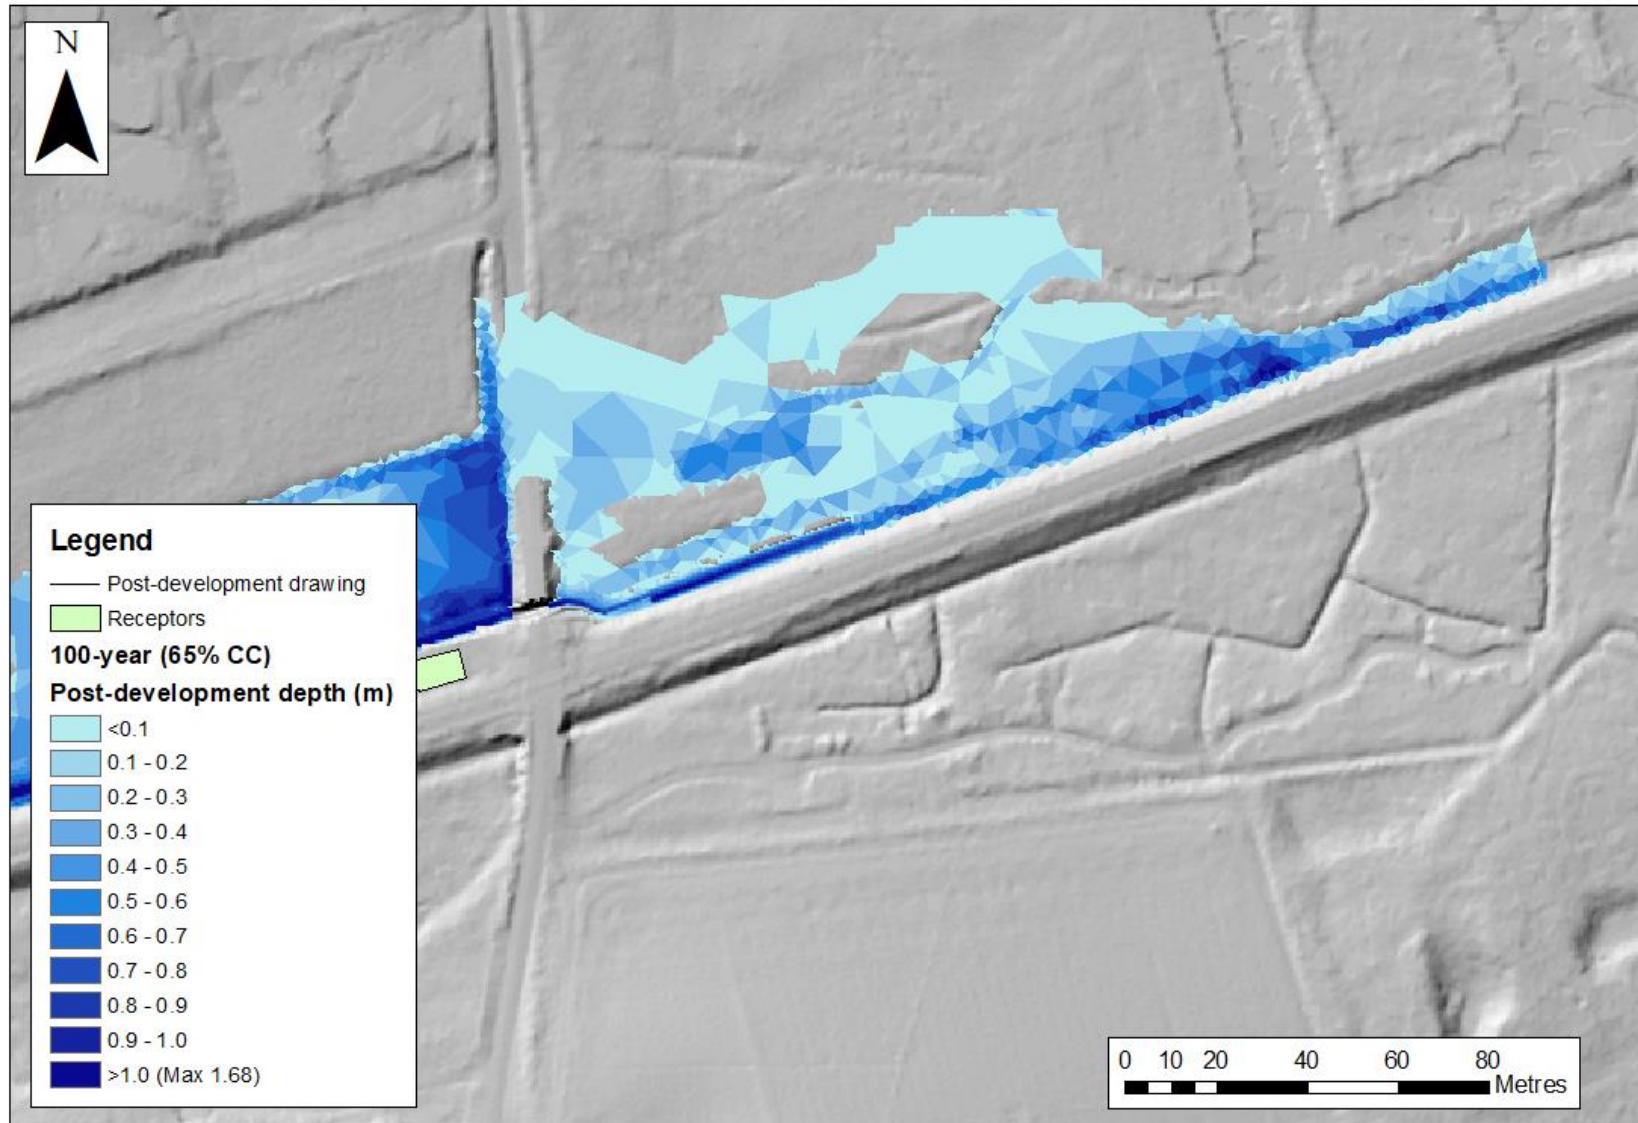 N
Legend
Post-development drawing
Receptors
100-year (65% CC)
Post-development depth (m)
<0.1
0.1 - 0.2
0.2 - 0.3
0.3 - 0.4
0.4 - 0.5
0.5 - 0.6
0.6 - 0.7
0.7 - 0.8
0.8 - 0.9
0.9 - 1.0
>1.0 (Max 1.68)
0 10 20 40 60 80
Metres